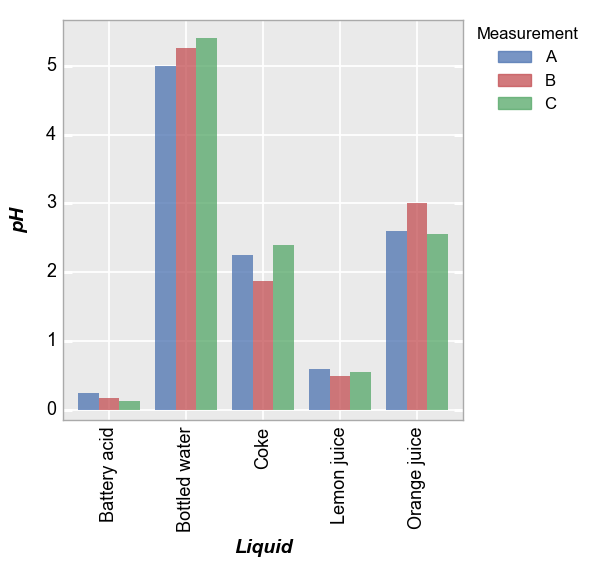 Measurement
A
B
C
5
4
3
2
1
0
pH
Battery acid
Bottled water
Coke
Lemon juice
Orange juice
Liquid